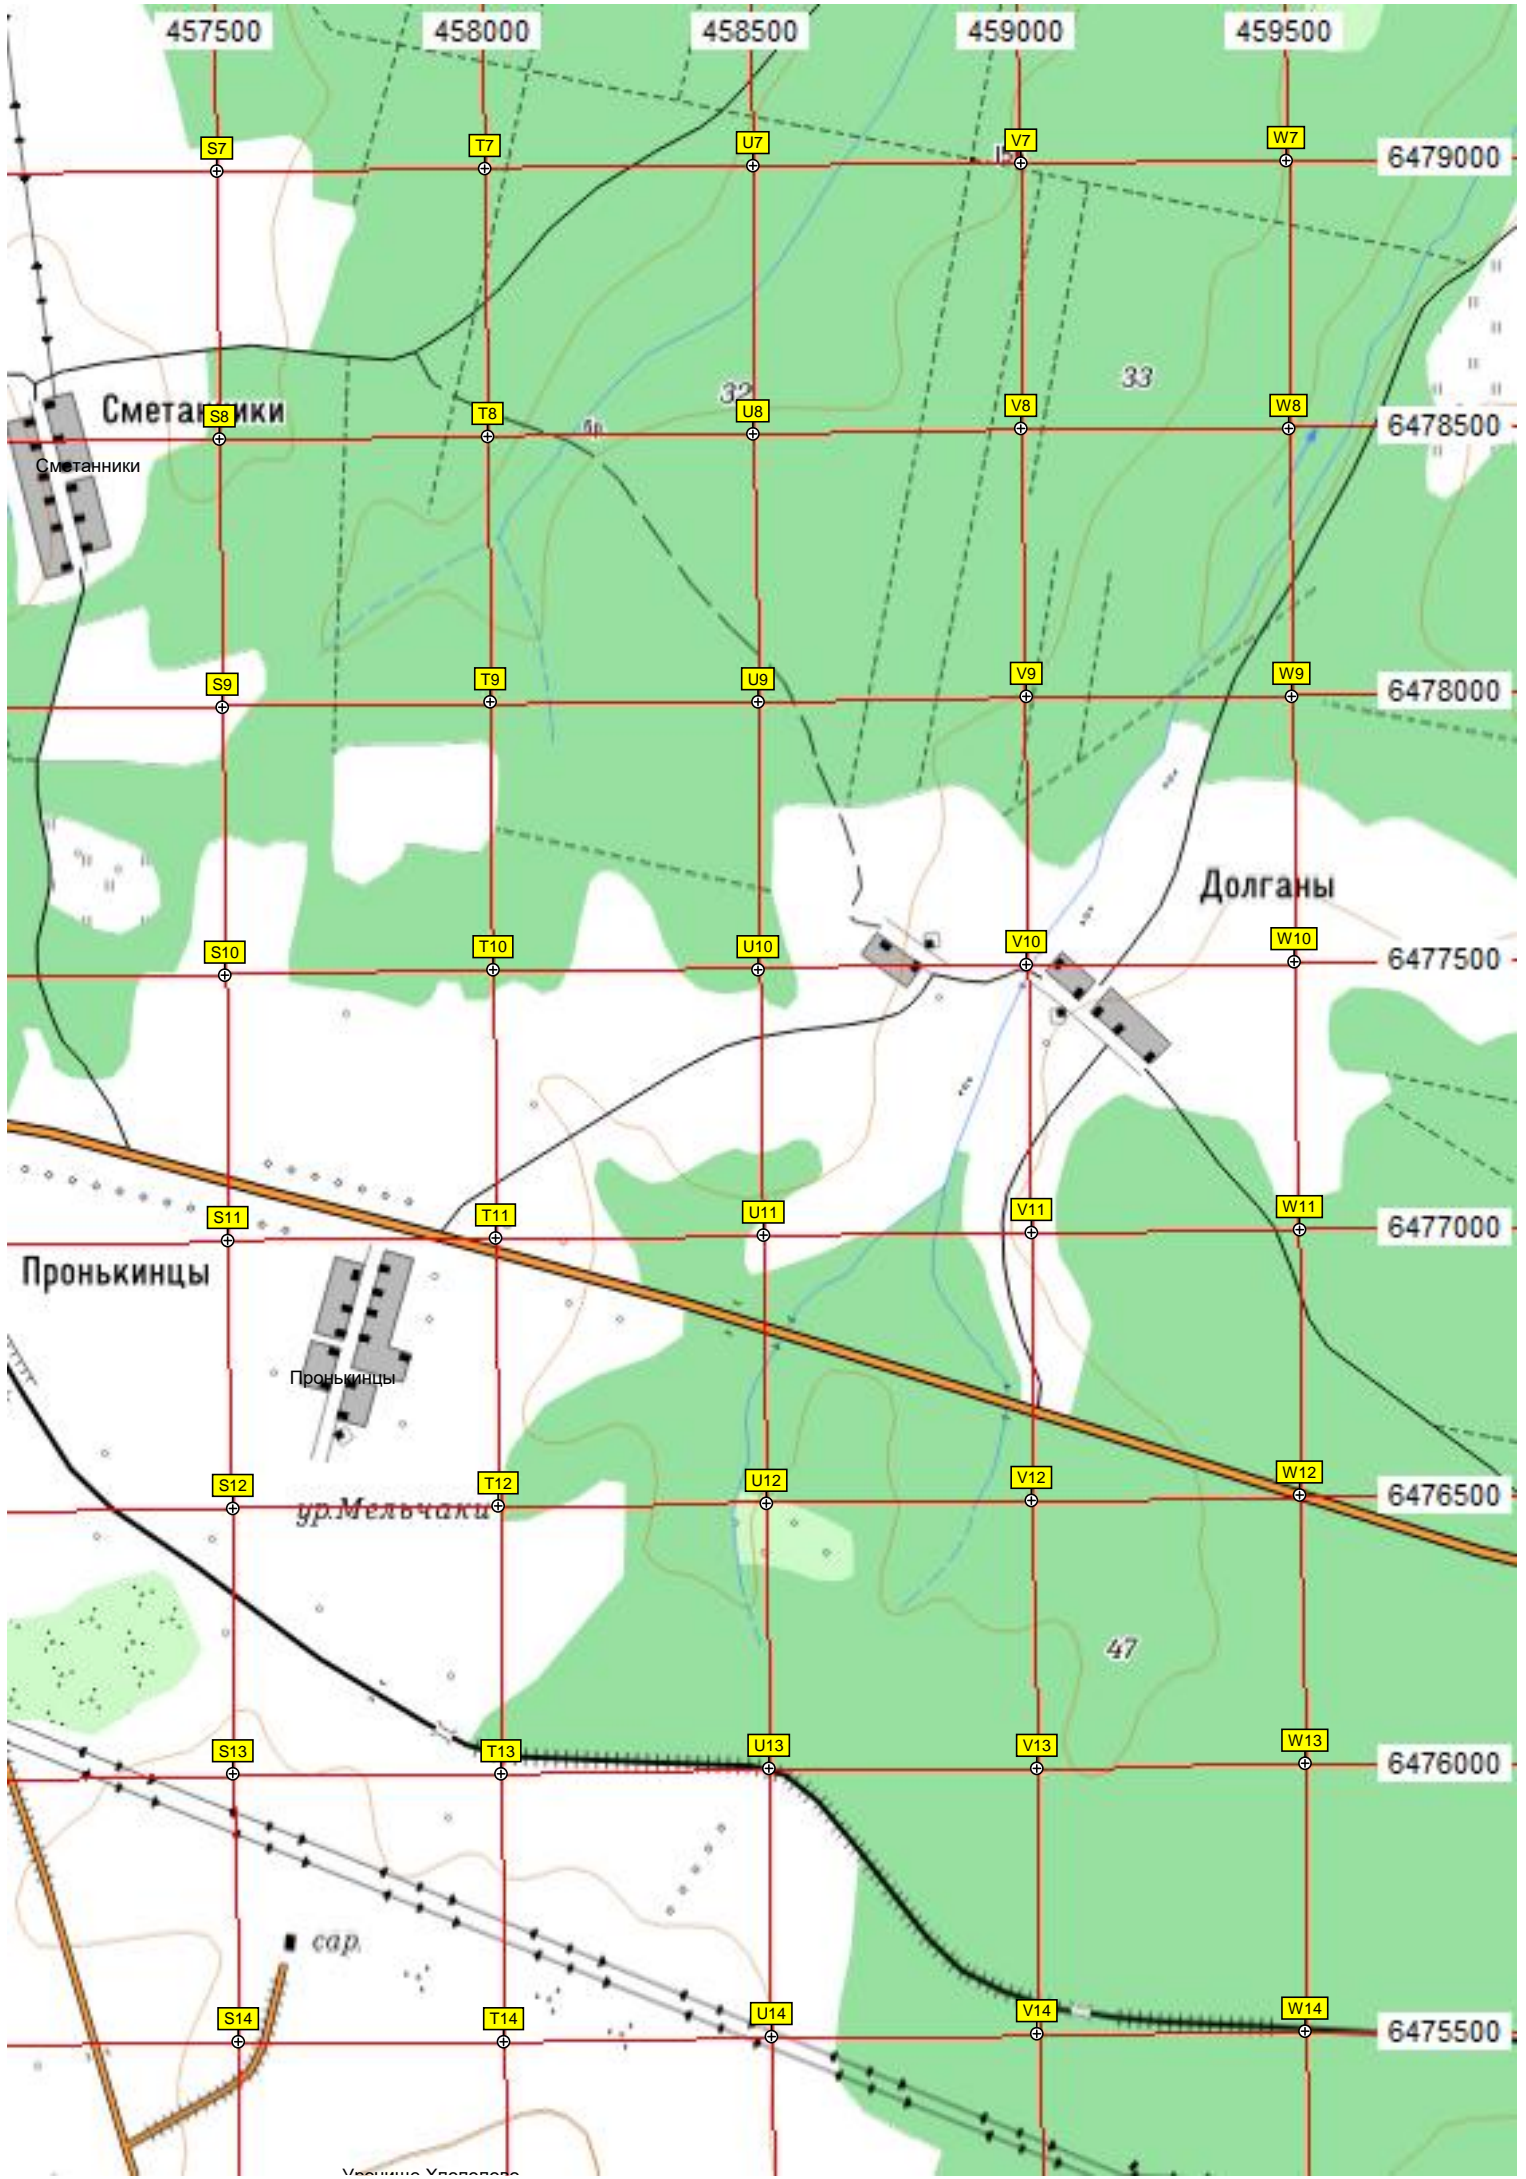 457500 458000 458500 459000 459500
S7 T7 U7 V7 W7
6479000
33
32
Сметанники
S8 T8 U8 V8 W8
6478500
бр.
Сметанники
S9 T9 U9 V9 W9
6478000
Долганы
S10 T10 U10 V10 W10
6477500
S11 T11 U11 V11 W11
6477000
Пронькинцы
Пронькинцы
S12 T12 U12 V12 W12
6476500
ур.Мельчаки
47
S13 T13 U13 V13 W13
6476000
сар.
S14 T14 U14 V14 W14
6475500